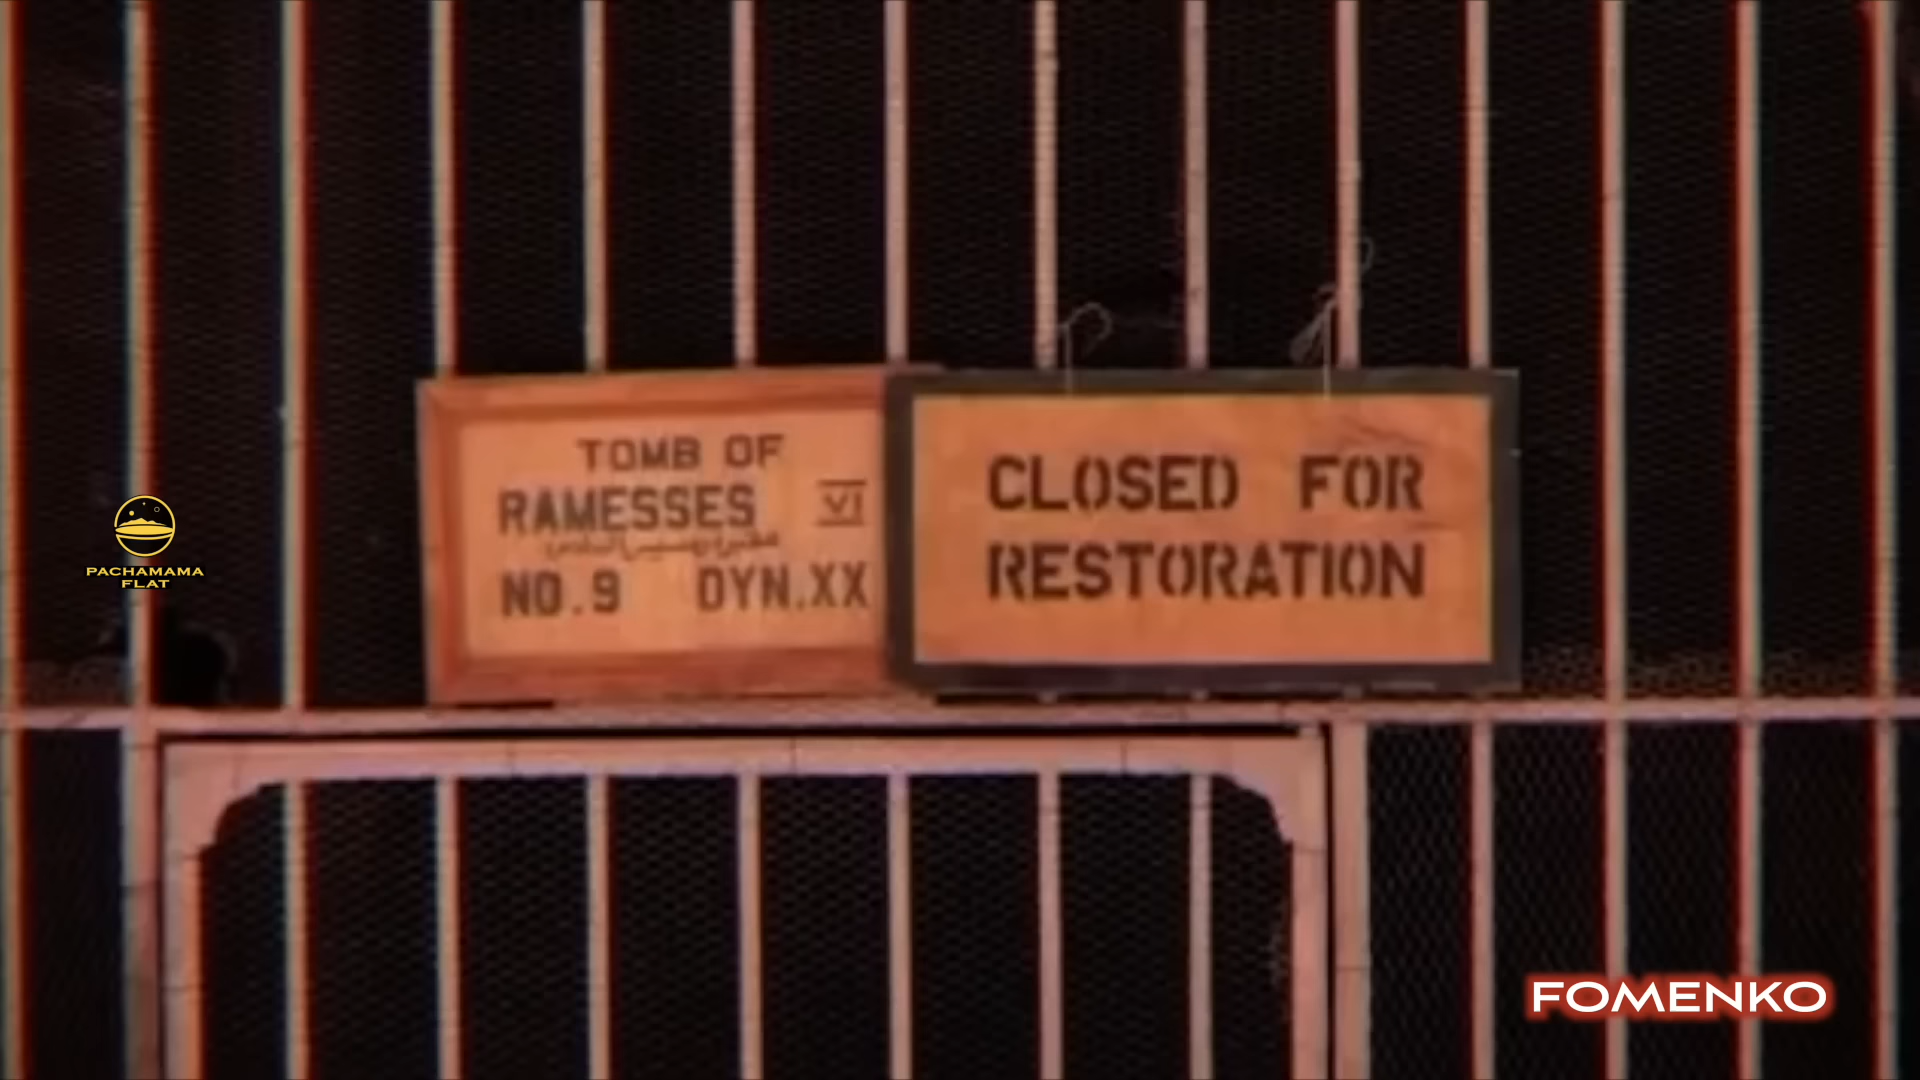 TOMB OF
RAMESSES VI
NO.9 DYN.XX
CLOSED FOR
RESTORATION
PACHAMAMA
FLAT
FOMENKO